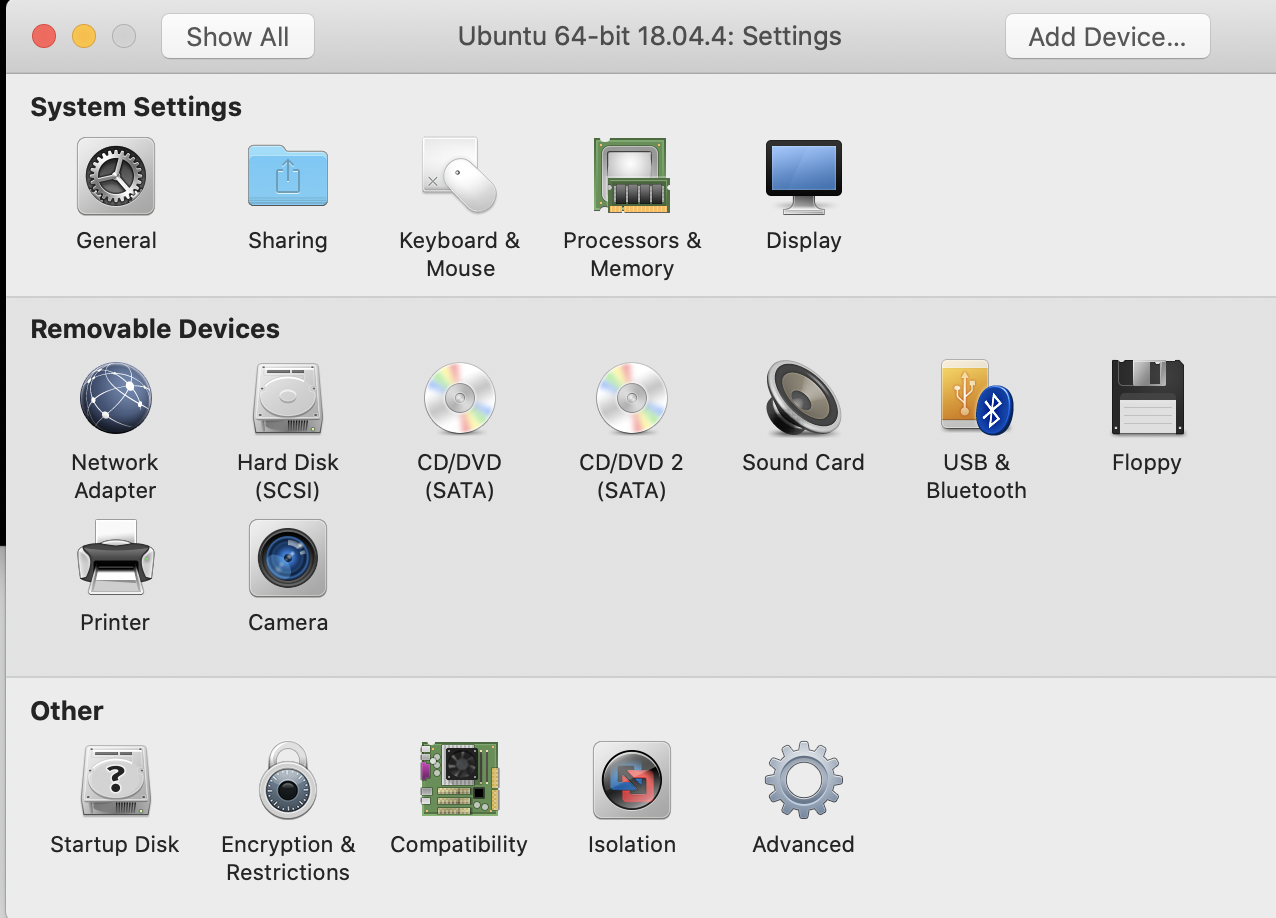 Show All
Ubuntu 64-bit 18.04.4: Settings
Add Device...
System Settings
General
Sharing
Keyboard &
Mouse
Processors &
Memory
Display
Removable Devices
Network
Adapter
Hard Disk
(SCSI)
CD/DVD
(SATA)
CD/DVD 2
(SATA)
Sound Card
USB &
Bluetooth
Floppy
Printer
Camera
Other
?
Startup Disk
Encryption &
Restrictions
Compatibility
Isolation
Advanced